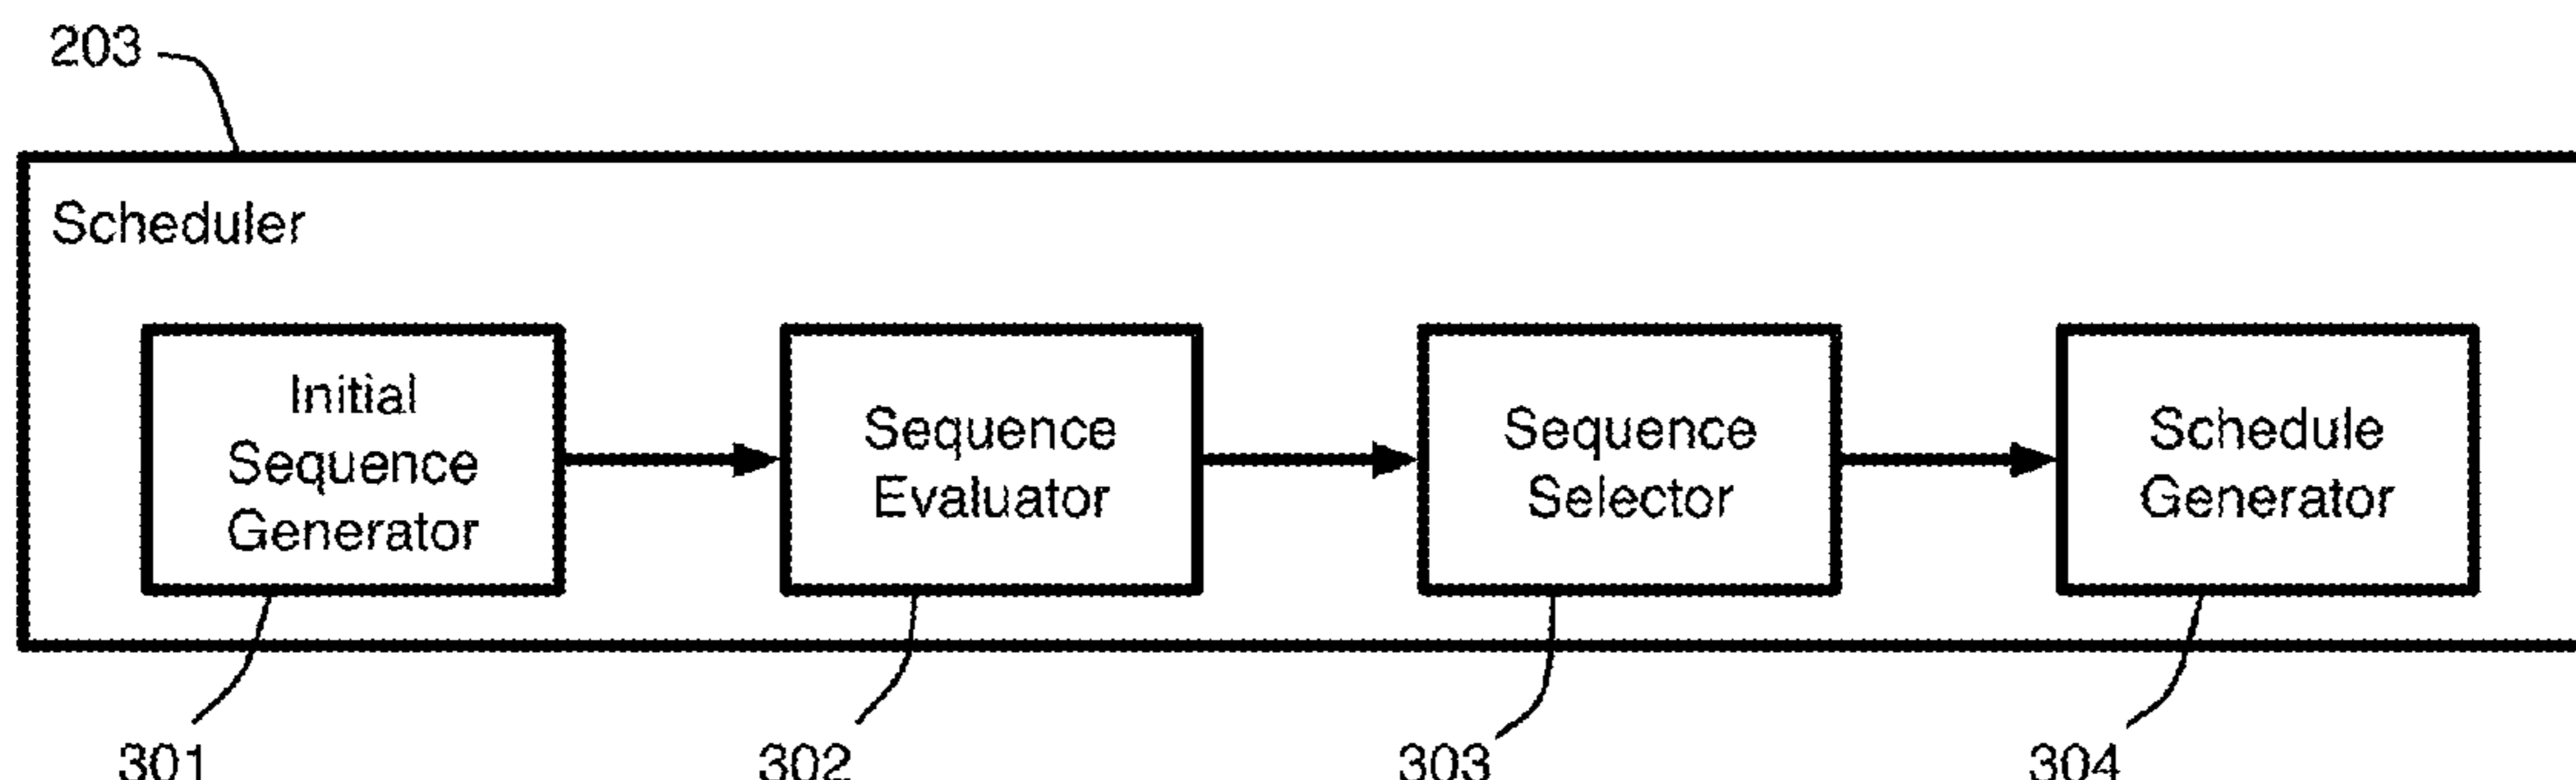 203
Scheduler
Initial
Sequence
Generator
Sequence
Evaluator
Sequence
Selector
Schedule
Generator
301
302
303
304